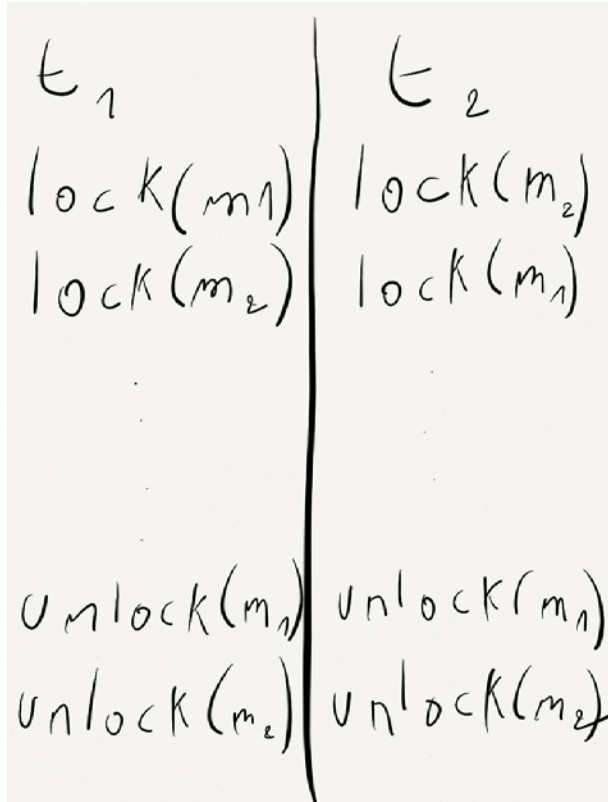 t₁
lock(m1)
lock(m₂)
unlock(m₁)
unlock(m₂)
t₂
lock(m₂)
lock(m₁)
unlock(m₁)
unlock(m₂)